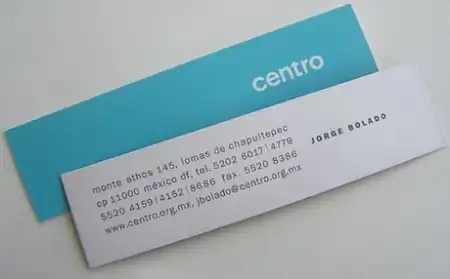 centro
monte athos 145, lomas de chapultepec
cp 11000 méxico df, tel. 5202 6017 | 4779
5520 4159 | 4152 | 8686 fax. 5520 8386
www.centro.org.mx, jbolado@centro.org.mx
JORGE BOLADO